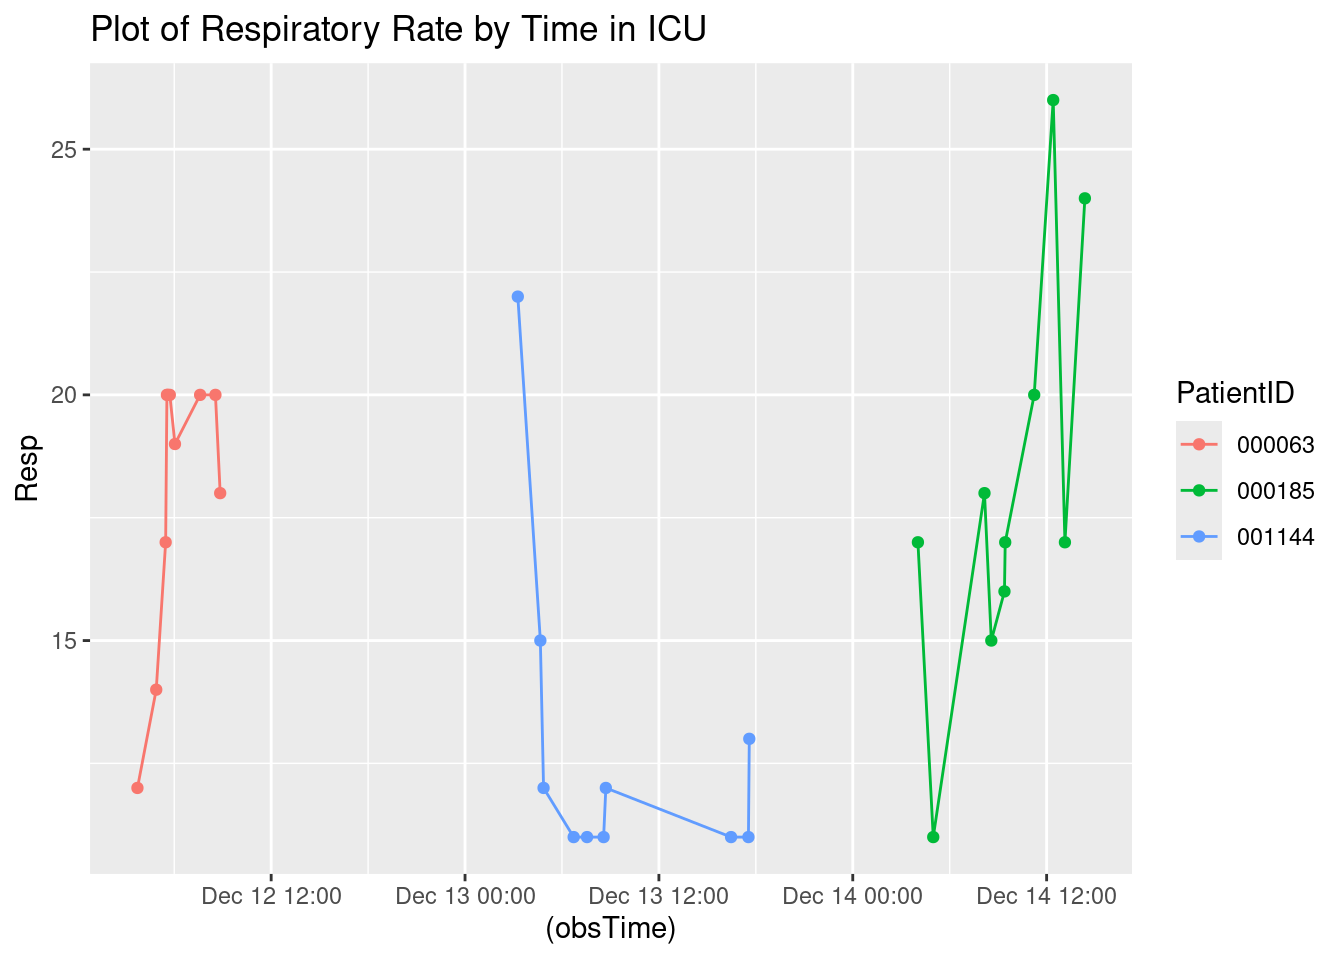 Plot of Respiratory Rate by Time in ICU
Resp
25
20
15
Dec 12 12:00 Dec 13 00:00 Dec 13 12:00 Dec 14 00:00 Dec 14 12:00
(obsTime)
PatientID
000063
000185
001144